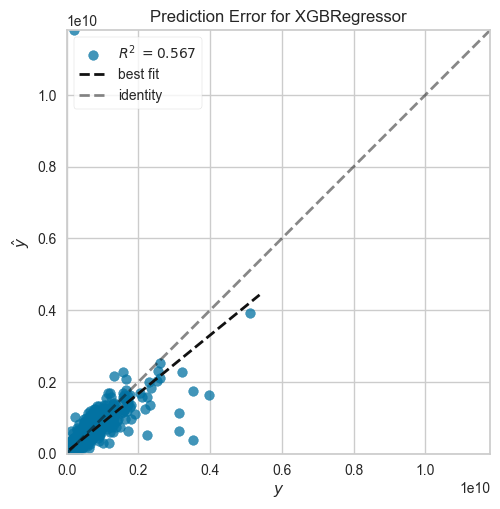 Prediction Error for XGBRegressor
1e10
R² = 0.567
best fit
identity
1.0
0.8
0.6
0.4
0.2
0.0
ŷ
0.0 0.2 0.4 0.6 0.8 1.0
1e10
y